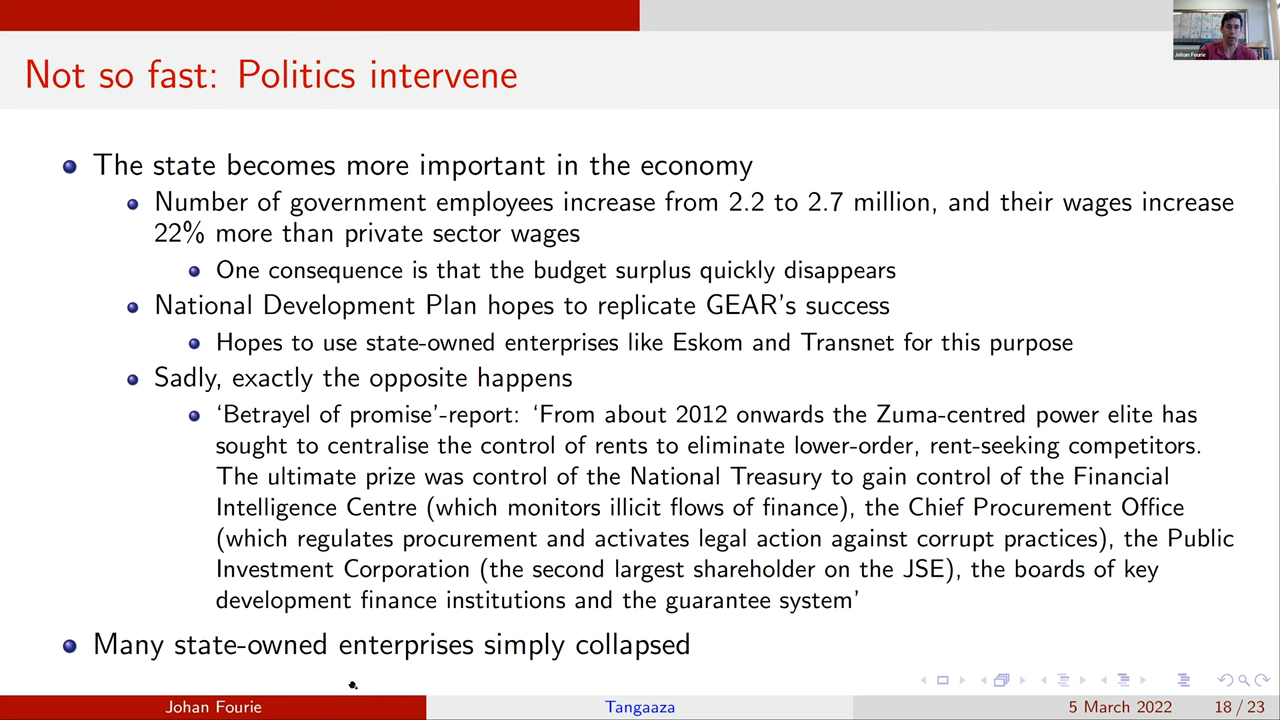 Johan Fourie
Not so fast: Politics intervene
The state becomes more important in the economy
Number of government employees increase from 2.2 to 2.7 million, and their wages increase
22% more than private sector wages
One consequence is that the budget surplus quickly disappears
National Development Plan hopes to replicate GEAR's success
Hopes to use state-owned enterprises like Eskom and Transnet for this purpose
Sadly, exactly the opposite happens
‘Betrayel of promise’-report: ‘From about 2012 onwards the Zuma-centred power elite has
sought to centralise the control of rents to eliminate lower-order, rent-seeking competitors.
The ultimate prize was control of the National Treasury to gain control of the Financial
Intelligence Centre (which monitors illicit flows of finance), the Chief Procurement Office
(which regulates procurement and activates legal action against corrupt practices), the Public
Investment Corporation (the second largest shareholder on the JSE), the boards of key
development finance institutions and the guarantee system’
Many state-owned enterprises simply collapsed
Johan Fourie Tangaaza 5 March 2022 18 / 23